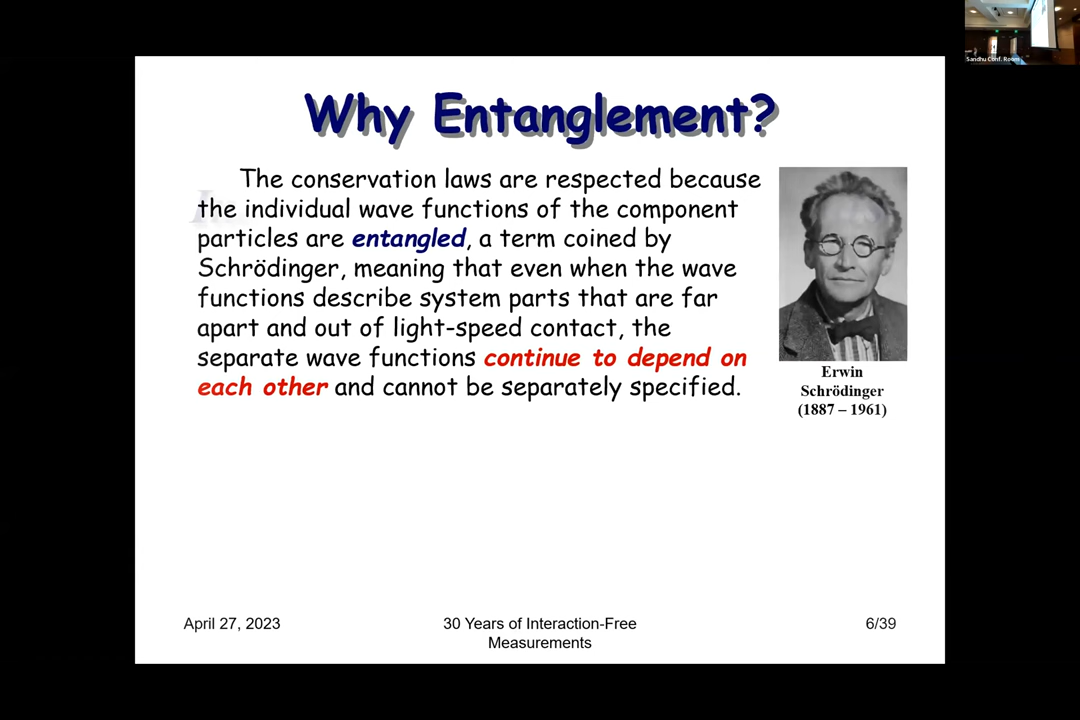 Sandhu Conf. Room
Why Entanglement?
The conservation laws are respected because
the individual wave functions of the component
particles are entangled, a term coined by
Schrödinger, meaning that even when the wave
functions describe system parts that are far
apart and out of light-speed contact, the
separate wave functions continue to depend on
each other and cannot be separately specified.
Erwin
Schrödinger
(1887 – 1961)
April 27, 2023
30 Years of Interaction-Free
Measurements
6/39